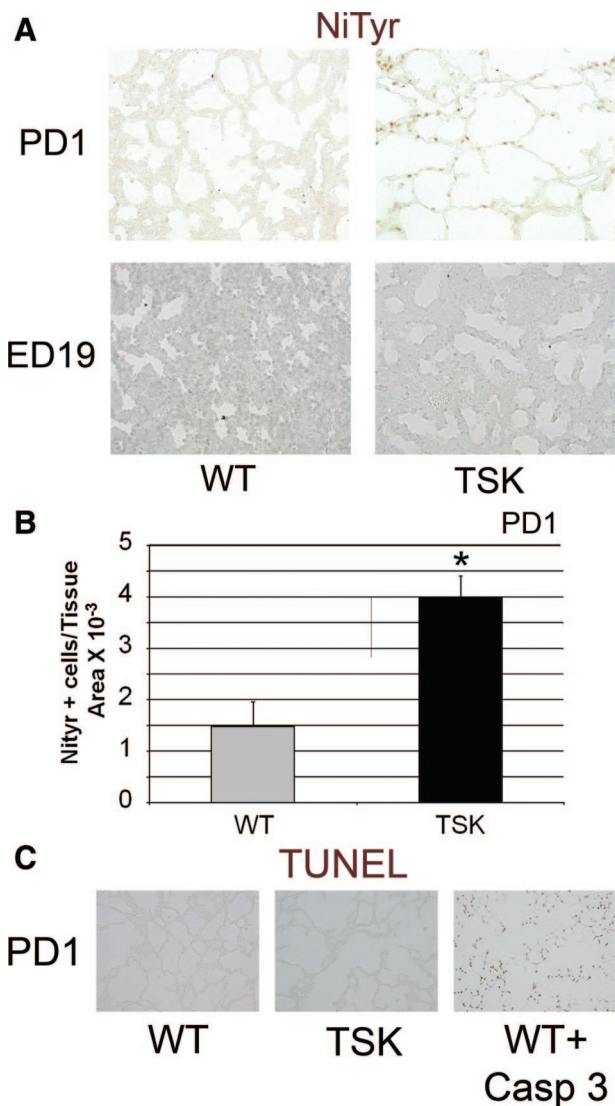 A
NiTyr
PD1
ED19
WT TSK
B
PD1
5
4
3
2
1
0
Nityr + cells/Tissue
Area X 10-3
*
WT TSK
C
TUNEL
PD1
WT TSK WT+
Casp 3